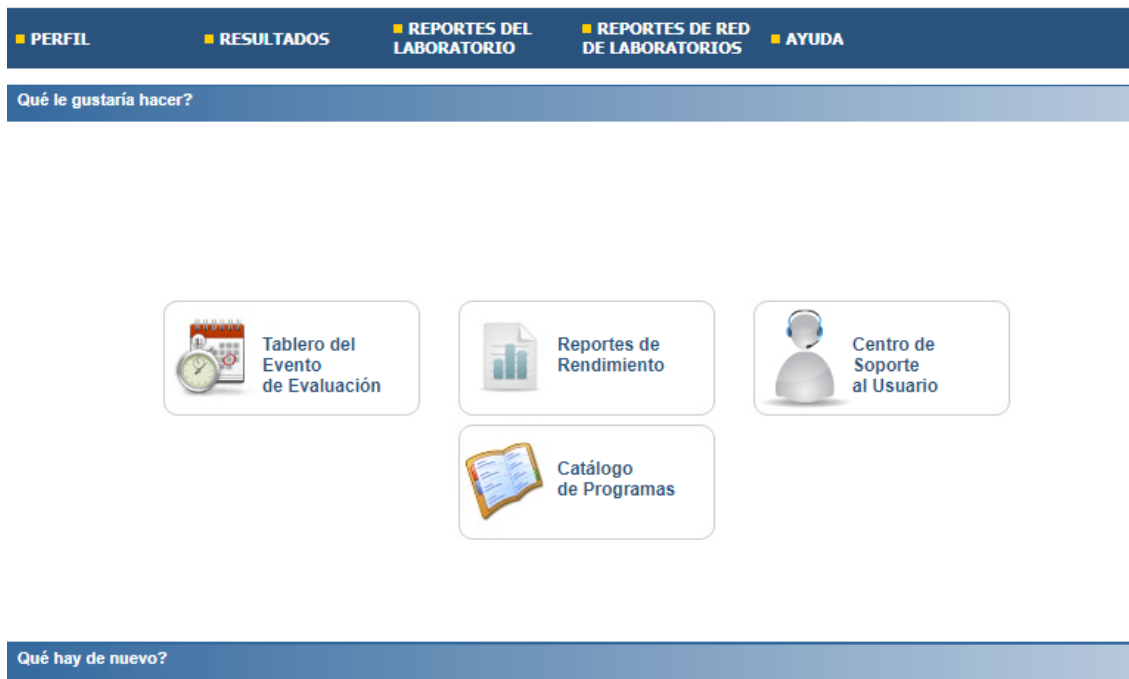 PERFIL
RESULTADOS
REPORTES DEL
LABORATORIO
REPORTES DE RED
DE LABORATORIOS
AYUDA
Qué le gustaría hacer?
Tablero del
Evento
de Evaluación
Reportes de
Rendimiento
Centro de
Soporte
al Usuario
Catálogo
de Programas
Qué hay de nuevo?